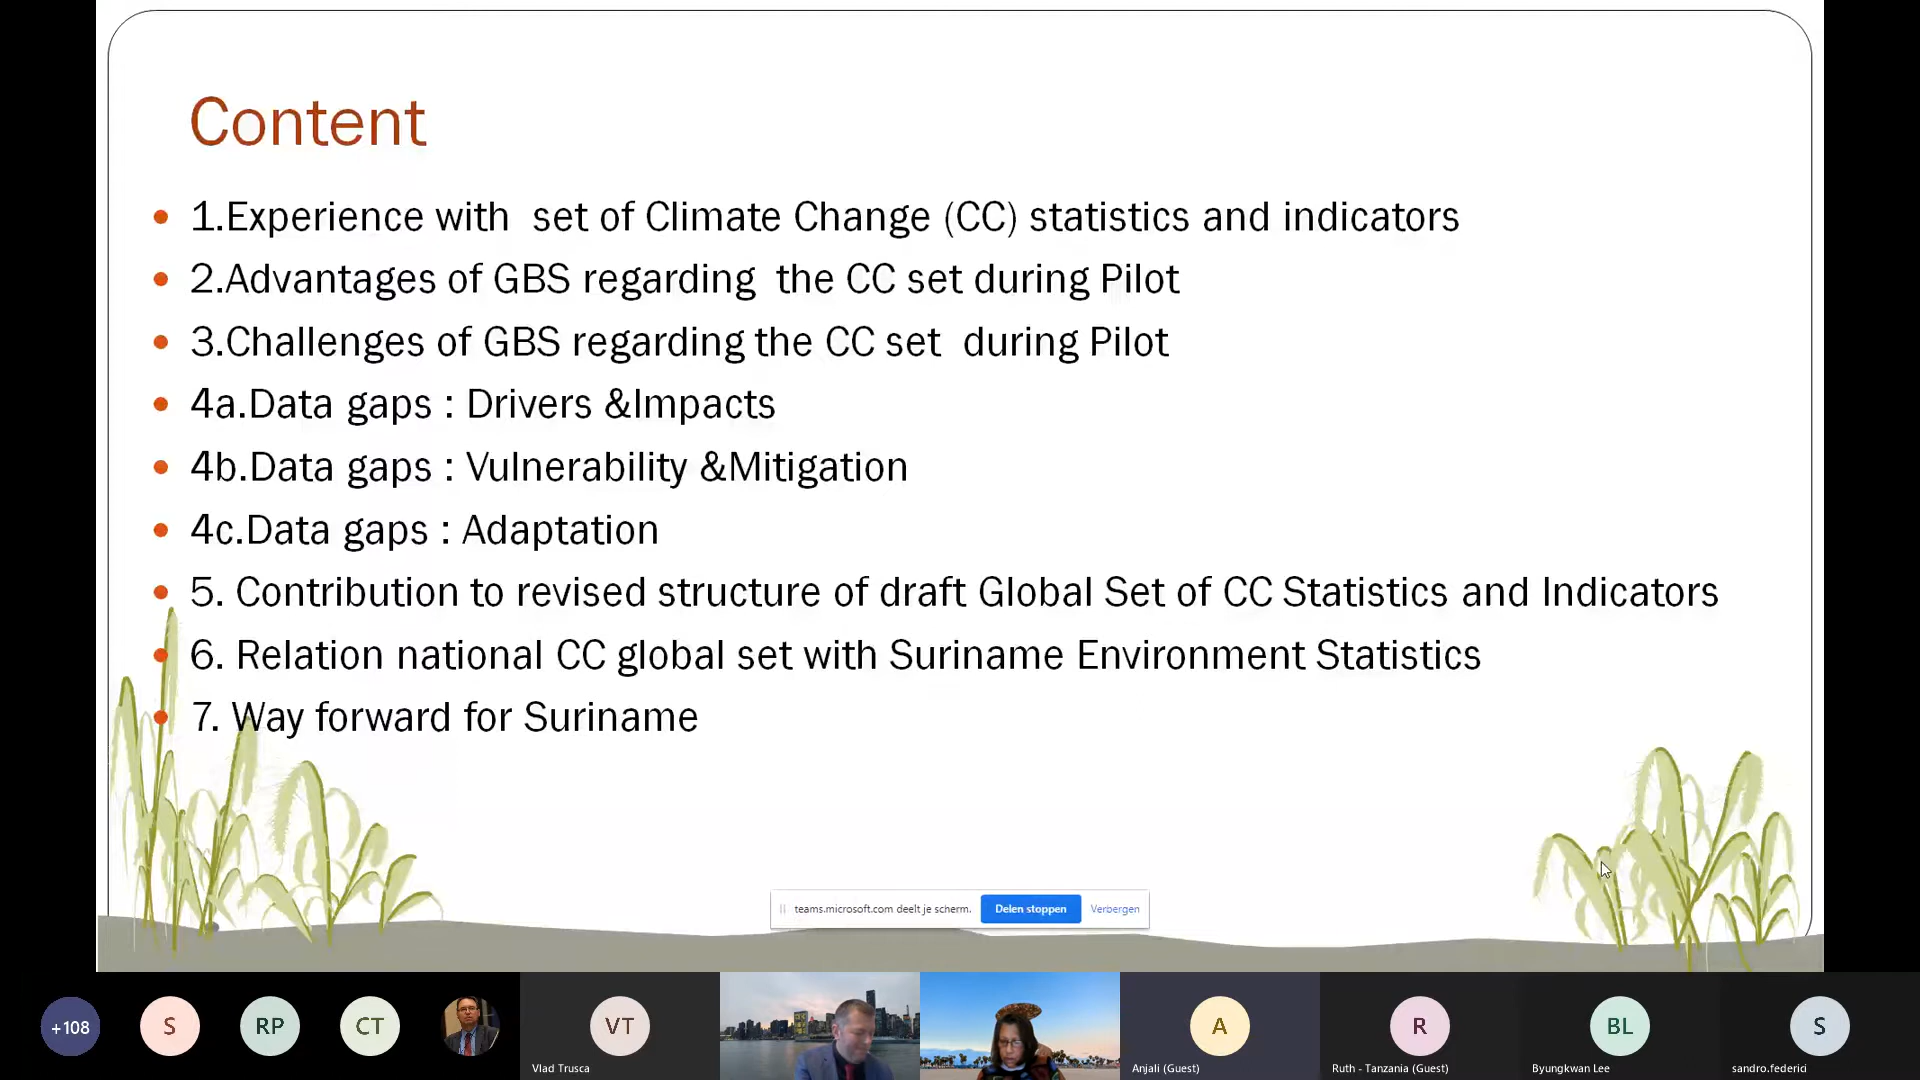 Content
1.Experience with set of Climate Change (CC) statistics and indicators
2.Advantages of GBS regarding the CC set during Pilot
3.Challenges of GBS regarding the CC set during Pilot
4a.Data gaps : Drivers &Impacts
4b.Data gaps : Vulnerability &Mitigation
4c.Data gaps : Adaptation
5. Contribution to revised structure of draft Global Set of CC Statistics and Indicators
6. Relation national CC global set with Suriname Environment Statistics
7. Way forward for Suriname
teams.microsoft.com deelt je scherm. Delen stoppen Verbergen
+108 S RP CT VT A R BL S
Vlad Trusca Anjali (Guest) Ruth - Tanzania (Guest) Byungkwan Lee sandro.federici